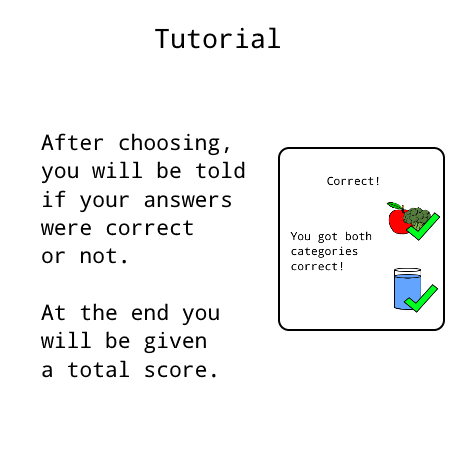 Tutorial
After choosing,
you will be told
if your answers
were correct
or not.
At the end you
will be given
a total score.
Correct!
You got both
categories
correct!